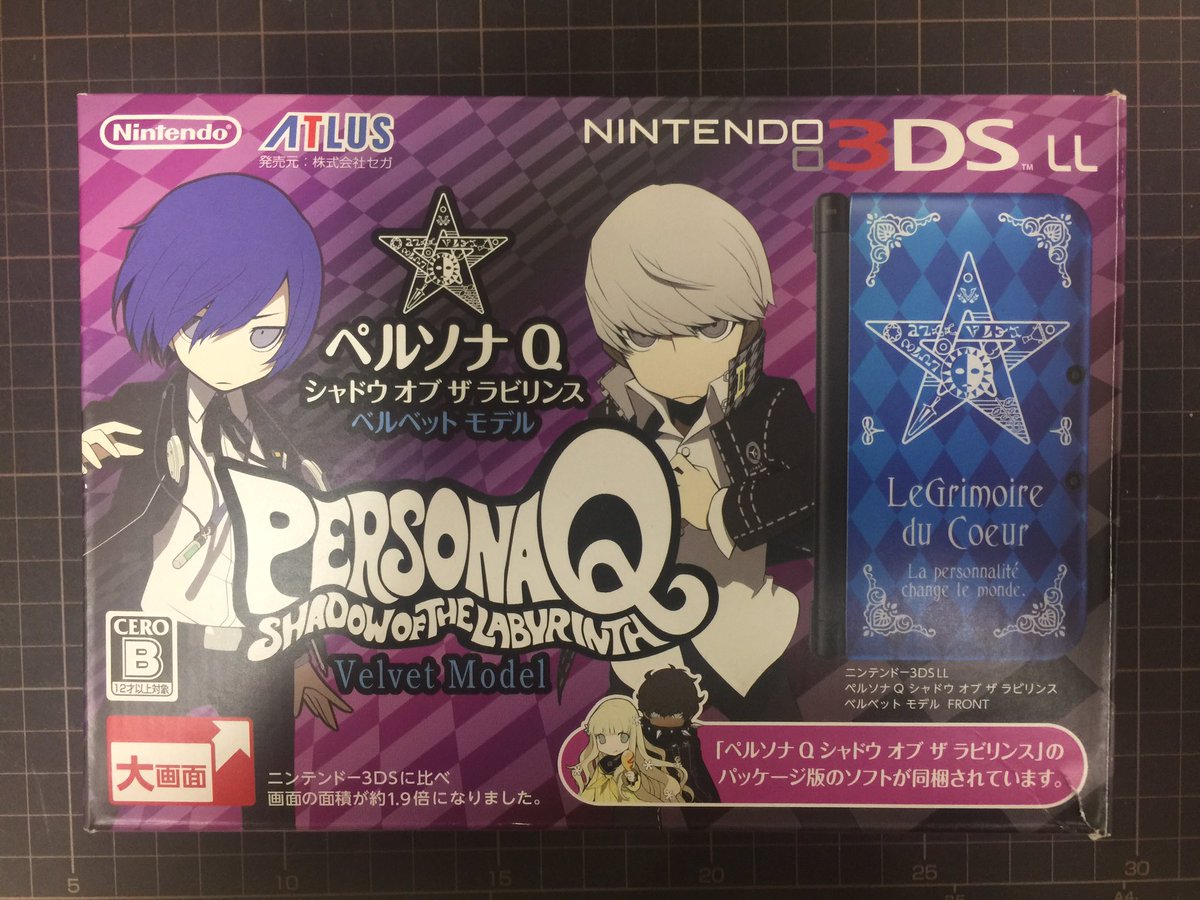 Nintendo
ATLUS
発売元：株式会社セガ
NINTENDO 3DS™ LL
ペルソナQ
シャドウ オブ ザ ラビリンス
ベルベット モデル
PERSONA Q
SHADOW OF THE LABYRINTH
Velvet Model
LeGrimoire
du Coeur
La personnalité
change le monde.
ニンテンドー3DS LL
ペルソナQ シャドウ オブ ザ ラビリンス
ベルベット モデル FRONT
CERO
B
12才以上対象
大画面
ニンテンドー3DSに比べ
画面の面積が約1.9倍になりました。
「ペルソナQ シャドウ オブ ザ ラビリンス」の
パッケージ版のソフトが同梱されています。
5
10
15
20
25
30
A4